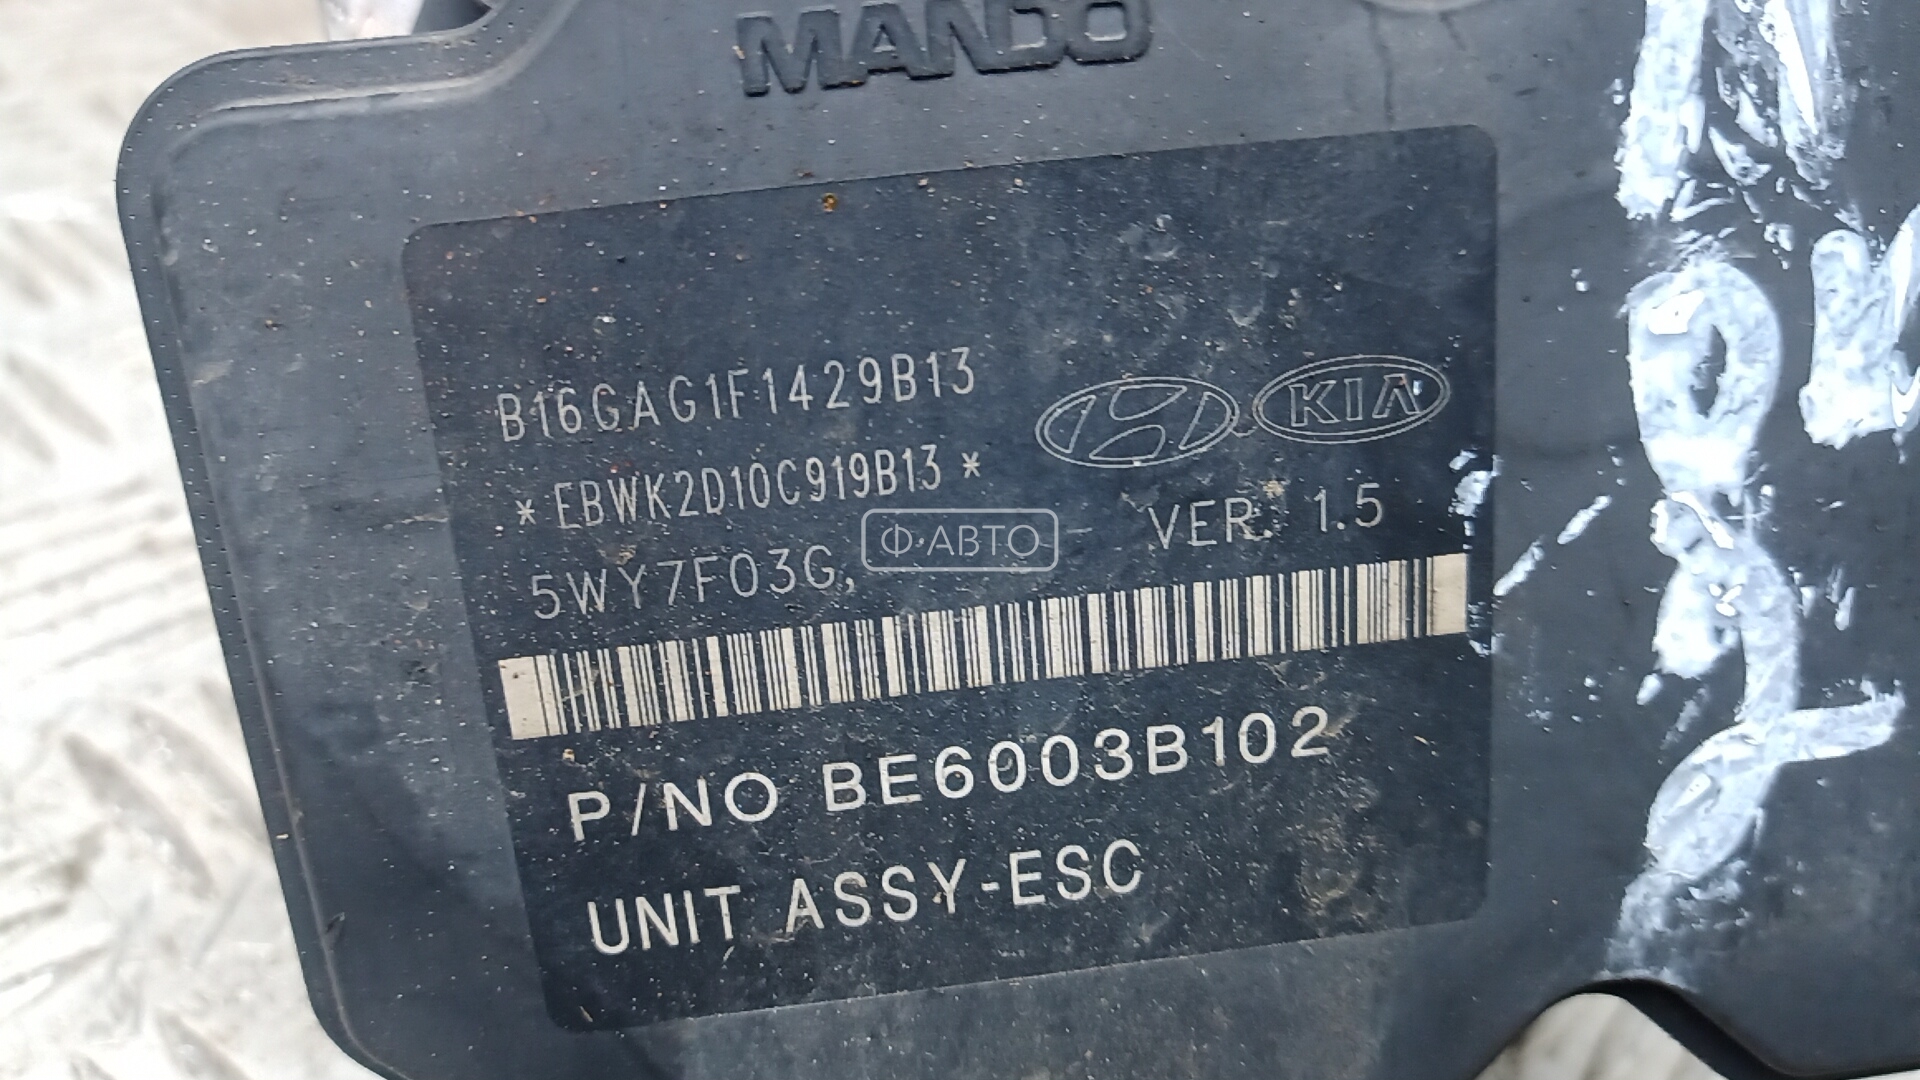 MANDO
B16GAG1F1429B13
KIA
*EBWK2D10C919B13*
5WY7F03G, - VER. 1.5
Ф·АВТО
P/NO BE6003B102
UNIT ASSY-ESC